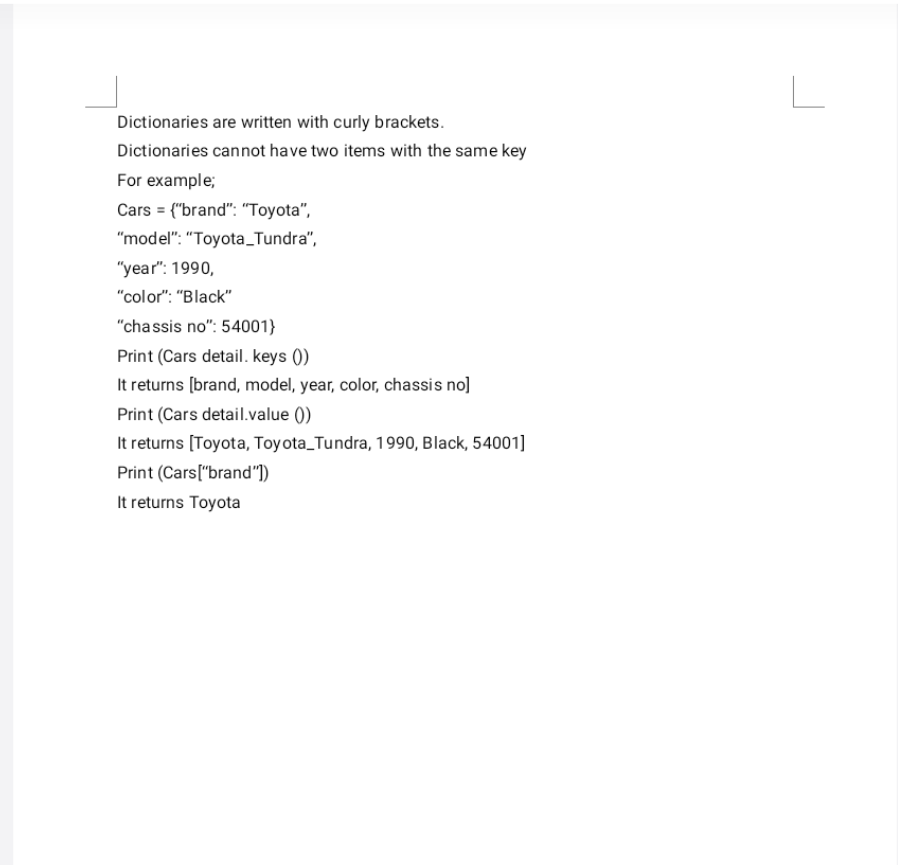 Dictionaries are written with curly brackets.
Dictionaries cannot have two items with the same key
For example;
Cars = {“brand”: “Toyota”,
“model”: “Toyota_Tundra”,
“year”: 1990,
“color”: “Black”
“chassis no”: 54001}
Print (Cars detail. keys ())
It returns [brand, model, year, color, chassis no]
Print (Cars detail.value ())
It returns [Toyota, Toyota_Tundra, 1990, Black, 54001]
Print (Cars[“brand”])
It returns Toyota